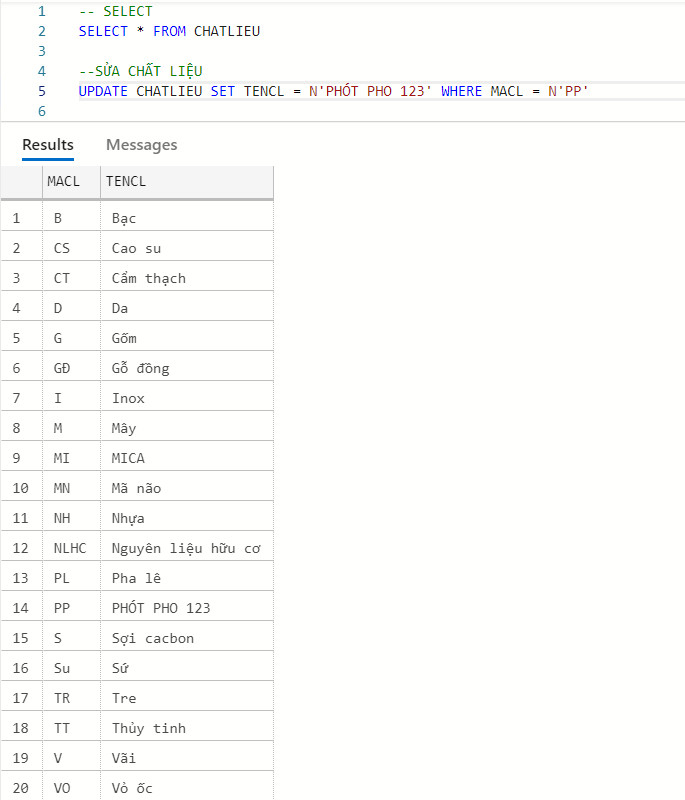 1 -- SELECT
2 SELECT * FROM CHATLIEU
3
4 --SỬA CHẤT LIỆU
5 UPDATE CHATLIEU SET TENCL = N'PHÓT PHO 123' WHERE MACL = N'PP'
6
Results Messages
MACL TENCL
1 B Bạc
2 CS Cao su
3 CT Cẩm thạch
4 D Da
5 G Gốm
6 GĐ Gỗ đồng
7 I Inox
8 M Mây
9 MI MICA
10 MN Mã não
11 NH Nhựa
12 NLHC Nguyên liệu hữu cơ
13 PL Pha lê
14 PP PHÓT PHO 123
15 S Sợi cacbon
16 Su Sứ
17 TR Tre
18 TT Thủy tinh
19 V Vãi
20 VO Vỏ ốc